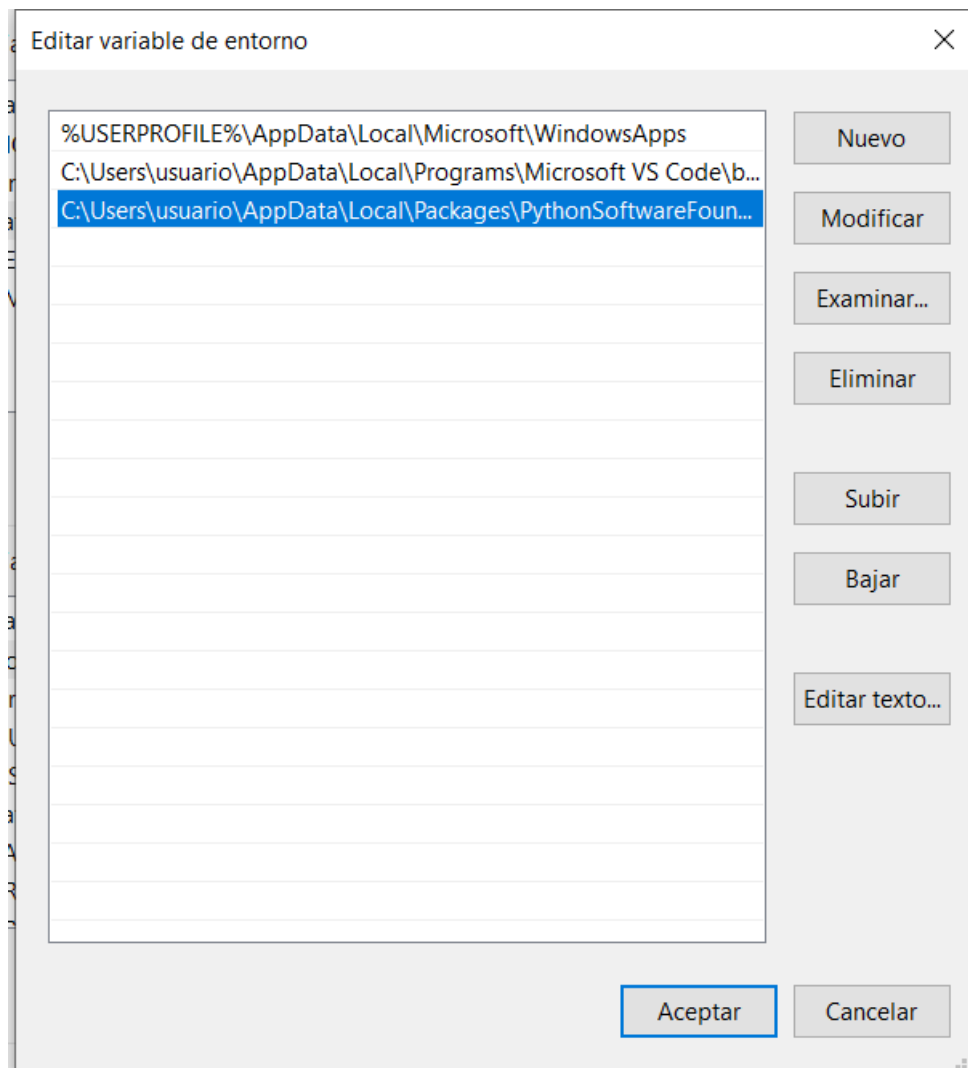 Editar variable de entorno
%USERPROFILE%\AppData\Local\Microsoft\WindowsApps
C:\Users\usuario\AppData\Local\Programs\Microsoft VS Code\b...
C:\Users\usuario\AppData\Local\Packages\PythonSoftwareFoun...
Nuevo
Modificar
Examinar...
Eliminar
Subir
Bajar
Editar texto...
Aceptar
Cancelar